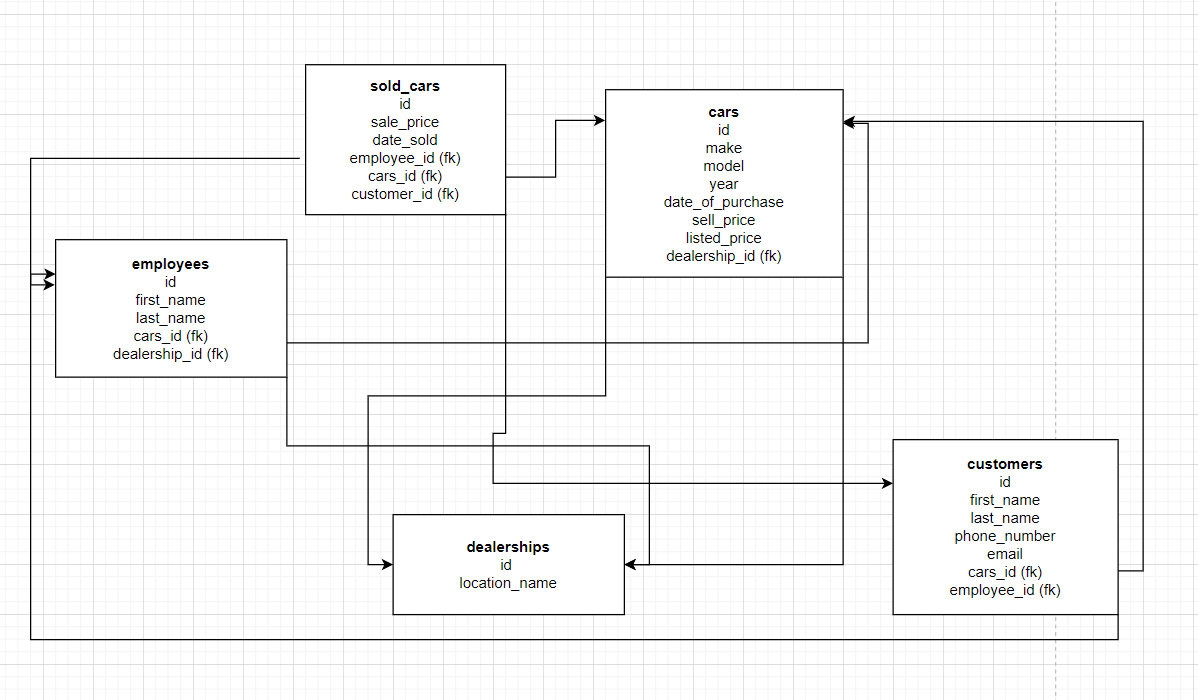 sold_cars
id
sale_price
date_sold
employee_id (fk)
cars_id (fk)
customer_id (fk)
cars
id
make
model
year
date_of_purchase
sell_price
listed_price
dealership_id (fk)
employees
id
first_name
last_name
cars_id (fk)
dealership_id (fk)
customers
id
first_name
last_name
phone_number
email
cars_id (fk)
employee_id (fk)
dealerships
id
location_name